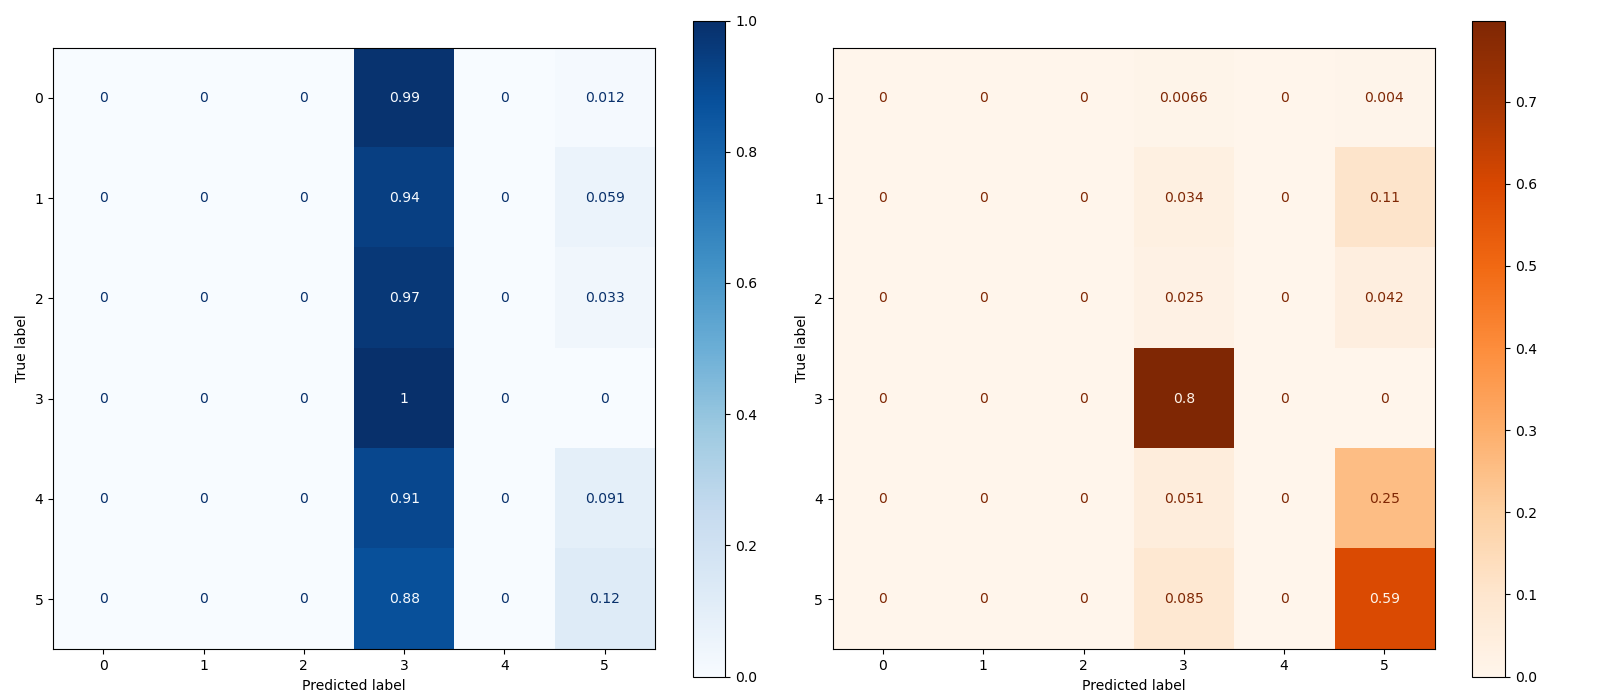 0 0 0 0 0.99 0 0.012
1 0 0 0 0.94 0 0.059
2 0 0 0 0.97 0 0.033
3 0 0 0 1 0 0
4 0 0 0 0.91 0 0.091
5 0 0 0 0.88 0 0.12
0 1 2 3 4 5
Predicted label
True label
1.0
0.8
0.6
0.4
0.2
0.0
0 0 0 0 0.0066 0 0.004
1 0 0 0 0.034 0 0.11
2 0 0 0 0.025 0 0.042
3 0 0 0 0.8 0 0
4 0 0 0 0.051 0 0.25
5 0 0 0 0.085 0 0.59
0 1 2 3 4 5
Predicted label
True label
0.7
0.6
0.5
0.4
0.3
0.2
0.1
0.0